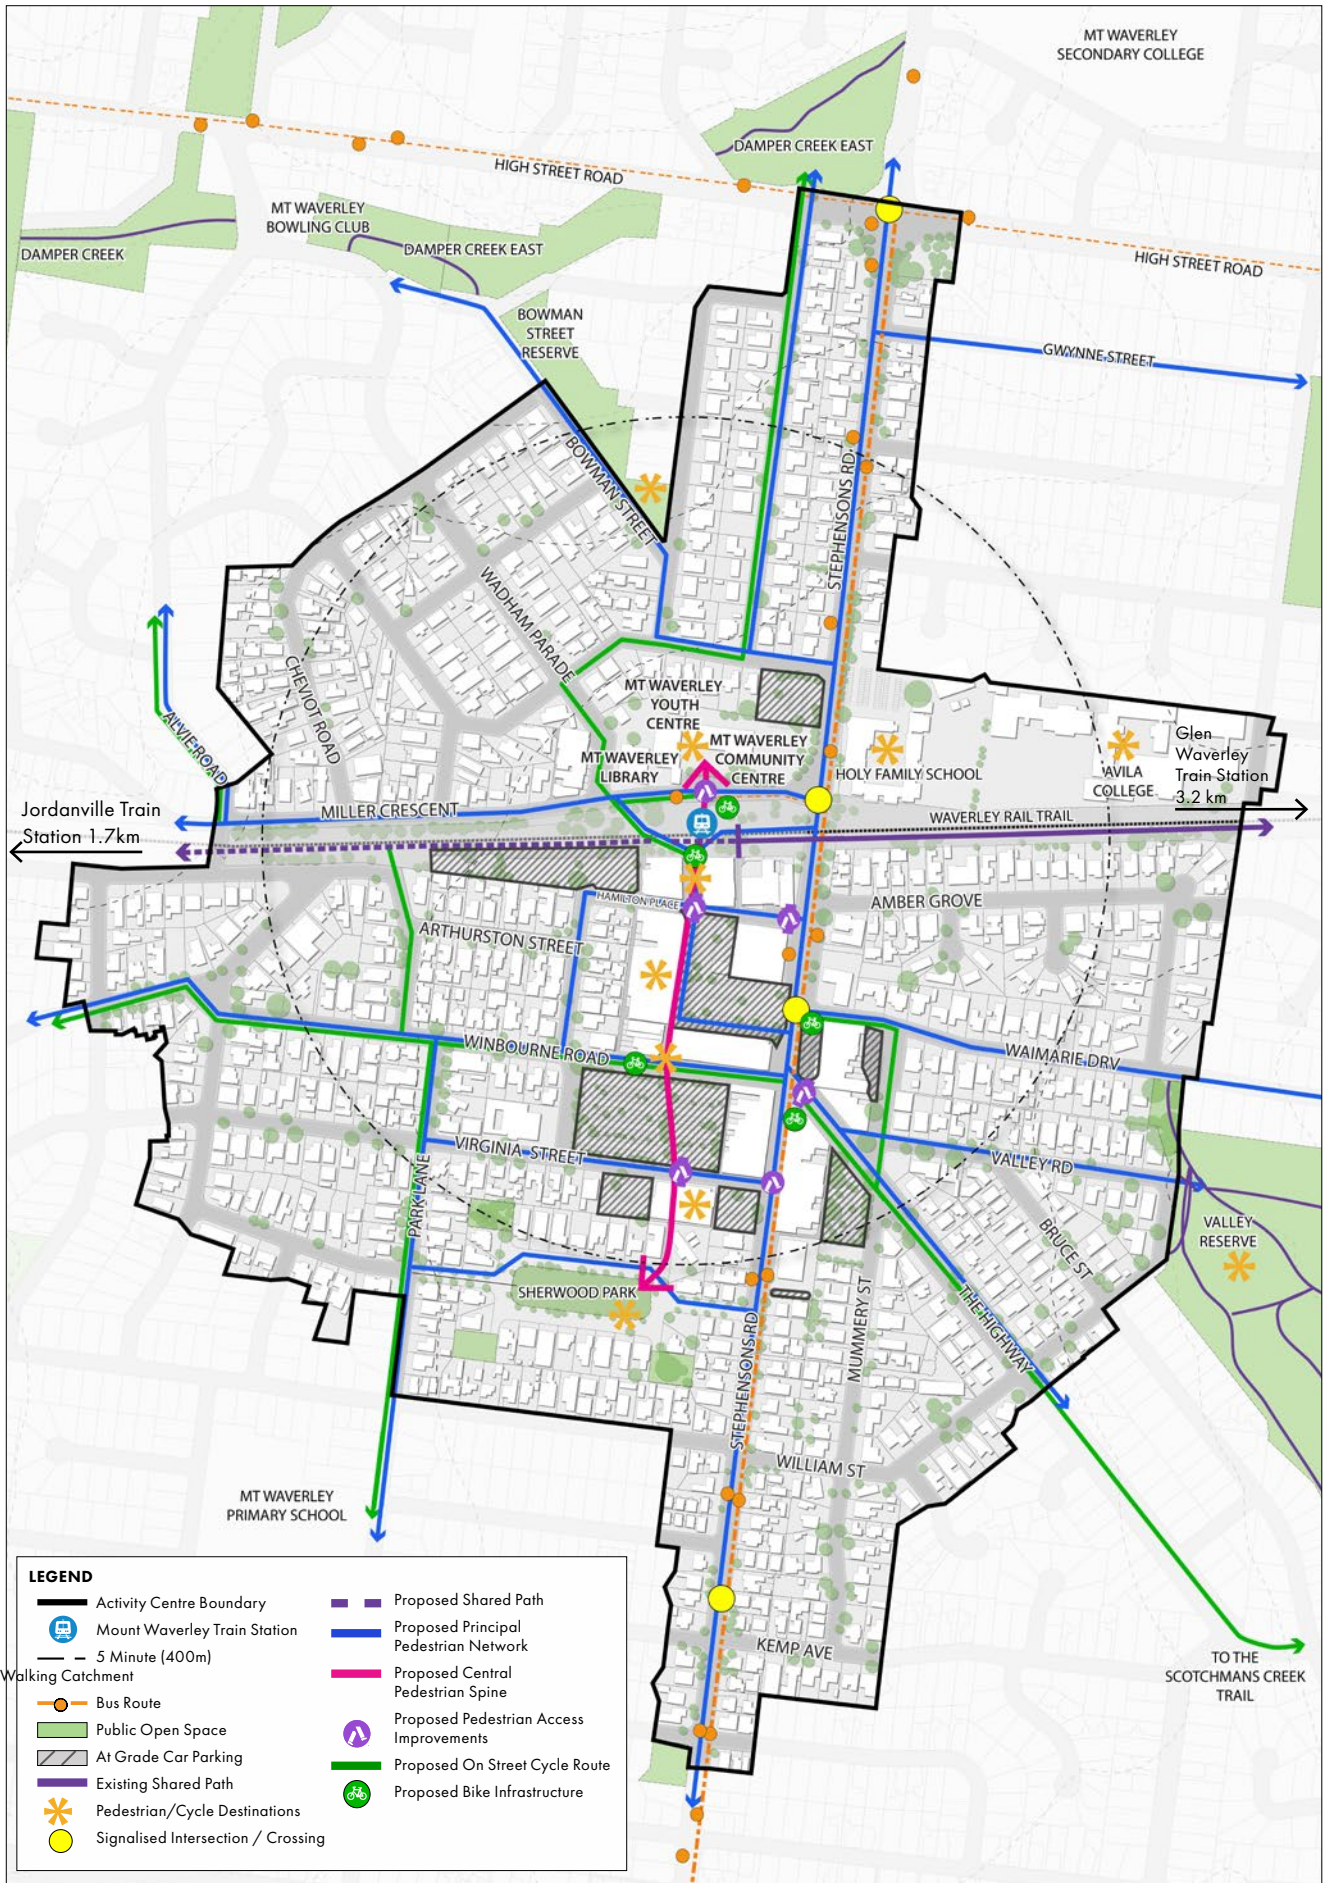 MT WAVERLEY
SECONDARY COLLEGE
DAMPER CREEK EAST
HIGH STREET ROAD
MT WAVERLEY
BOWLING CLUB
DAMPER CREEK
DAMPER CREEK EAST
HIGH STREET ROAD
BOWMAN
STREET
RESERVE
GWYNNE STREET
BOWMAN STREET
STEPHENSONS RD
WADHAM PARADE
CHEVIOT ROAD
MT WAVERLEY
YOUTH
CENTRE
ALVIE ROAD
MT WAVERLEY
COMMUNITY
CENTRE
MT WAVERLEY
LIBRARY
HOLY FAMILY SCHOOL
AVILA
COLLEGE
Glen
Waverley
Train Station
3.2 km
Jordanville Train
Station 1.7km
MILLER CRESCENT
WAVERLEY RAIL TRAIL
HAMILTON PLACE
AMBER GROVE
ARTHURSTON STREET
WINBOURNE ROAD
WAIMARIE DRV
VIRGINIA STREET
VALLEY RD
PARK LANE
BRUCE ST
VALLEY
RESERVE
SHERWOOD PARK
MUMMERY ST
THE HIGHWAY
STEPHENSONS RD
WILLIAM ST
MT WAVERLEY
PRIMARY SCHOOL
KEMP AVE
TO THE
SCOTCHMANS CREEK
TRAIL
LEGEND
Activity Centre Boundary
Mount Waverley Train Station
5 Minute (400m)
Walking Catchment
Bus Route
Public Open Space
At Grade Car Parking
Existing Shared Path
Pedestrian/Cycle Destinations
Signalised Intersection / Crossing
Proposed Shared Path
Proposed Principal
Pedestrian Network
Proposed Central
Pedestrian Spine
Proposed Pedestrian Access
Improvements
Proposed On Street Cycle Route
Proposed Bike Infrastructure